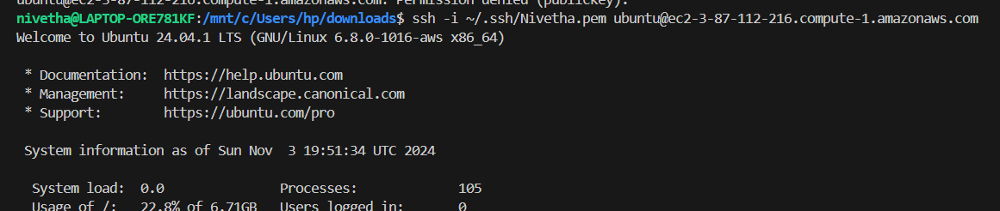 ubuntu@ec2-3-87-112-216.compute-1.amazonaws.com: Permission denied (publickey).
nivetha@LAPTOP-ORE781KF:/mnt/c/Users/hp/downloads$ ssh -i ~/.ssh/Nivetha.pem ubuntu@ec2-3-87-112-216.compute-1.amazonaws.com
Welcome to Ubuntu 24.04.1 LTS (GNU/Linux 6.8.0-1016-aws x86_64)
* Documentation: https://help.ubuntu.com
* Management: https://landscape.canonical.com
* Support: https://ubuntu.com/pro
System information as of Sun Nov 3 19:51:34 UTC 2024
System load: 0.0 Processes: 105
Usage of /: 22.8% of 6.71GB Users logged in: 0